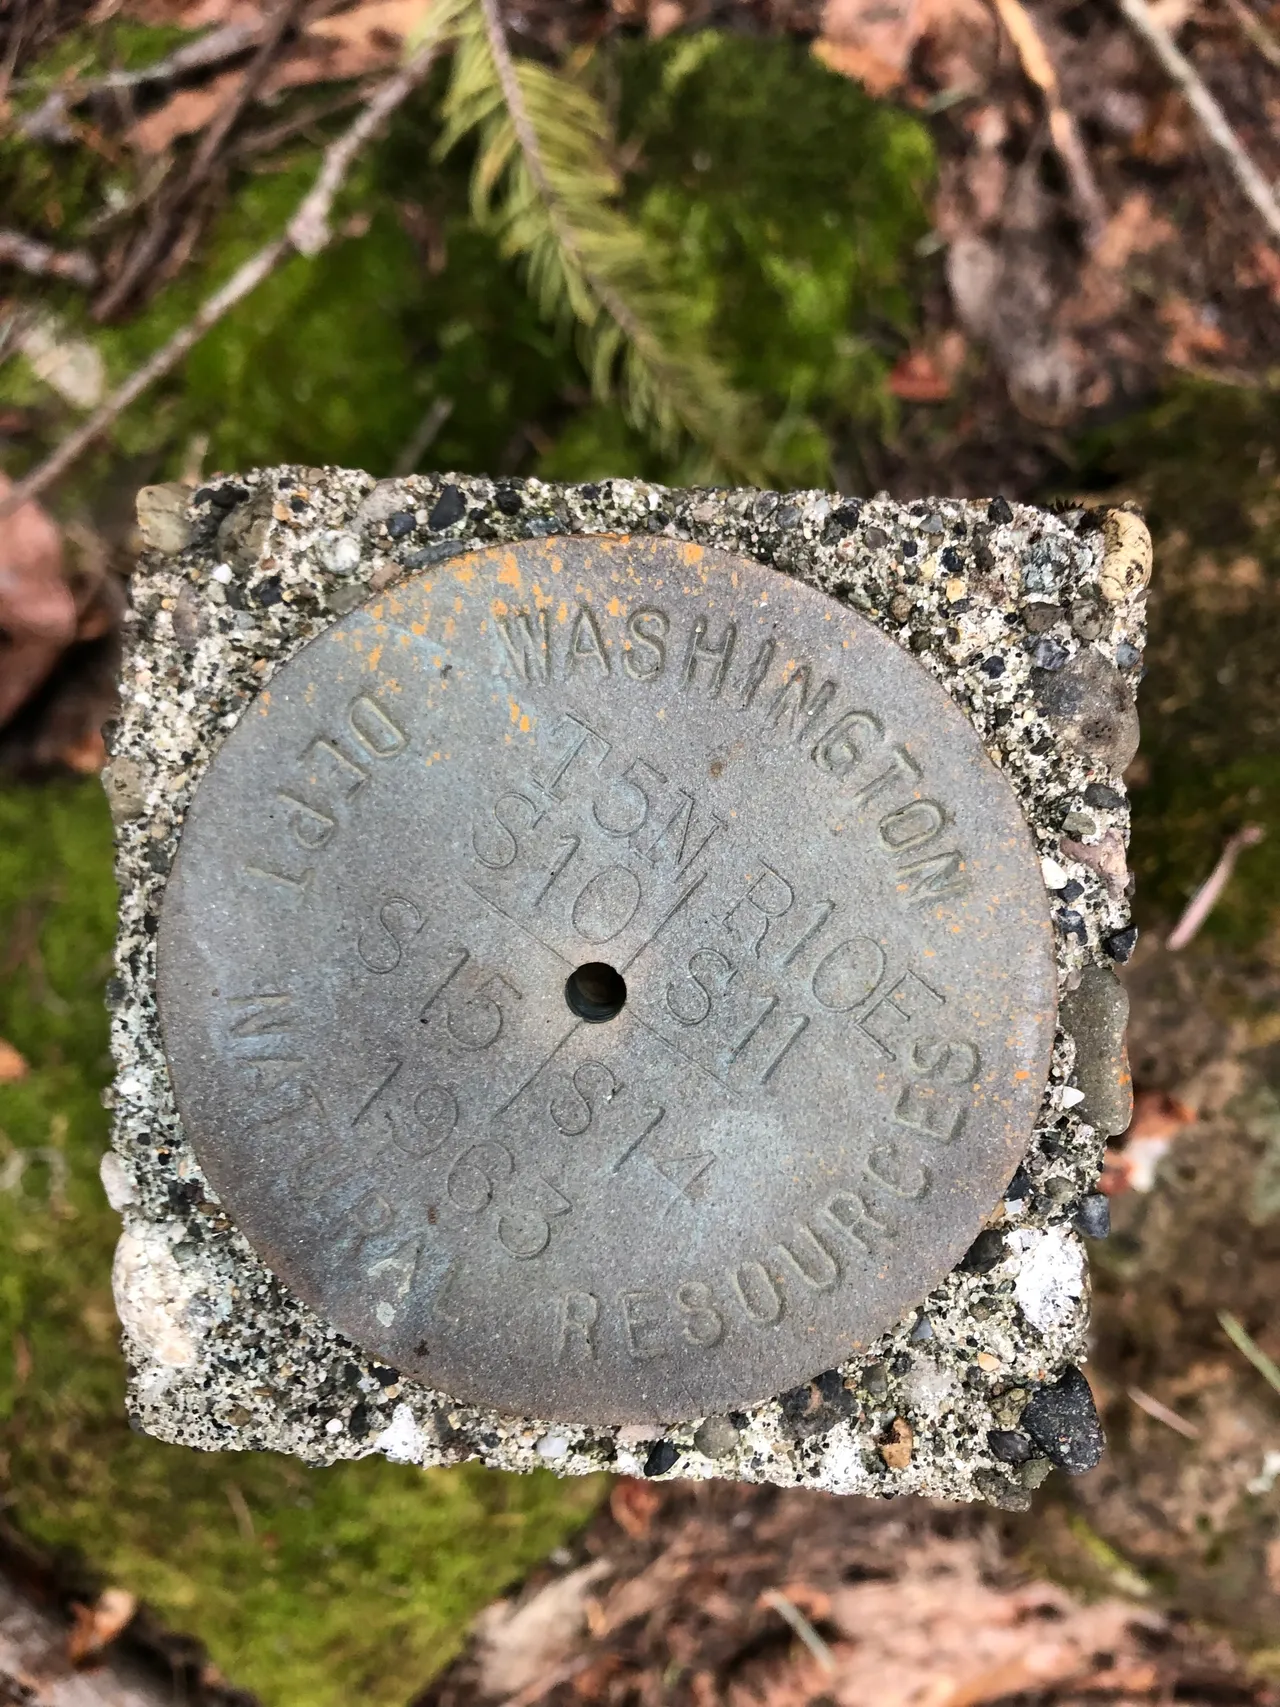 WASHINGTON
DEPT
NATURAL RESOURCES
T5N R10E
S10
S11
S15
S14
1963